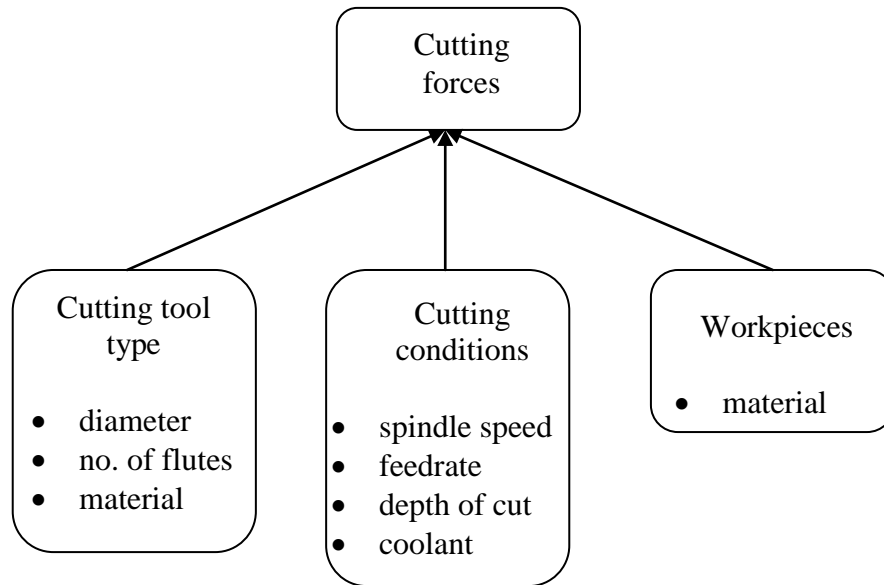 Cutting
forces
Cutting tool
type
• diameter
• no. of flutes
• material
Cutting
conditions
• spindle speed
• feedrate
• depth of cut
• coolant
Workpieces
• material